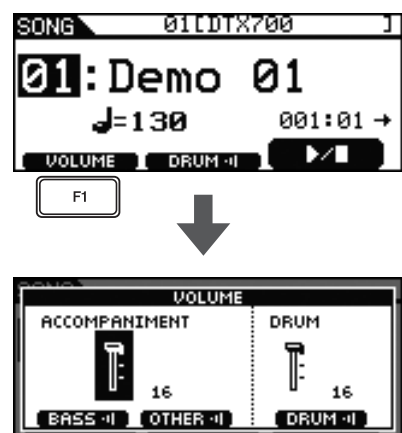 SONG 01[DTX700 ]
01:Demo 01
=130 001:01
VOLUME DRUM
F1
VOLUME
ACCOMPANIMENT DRUM
16 16
BASS OTHER DRUM